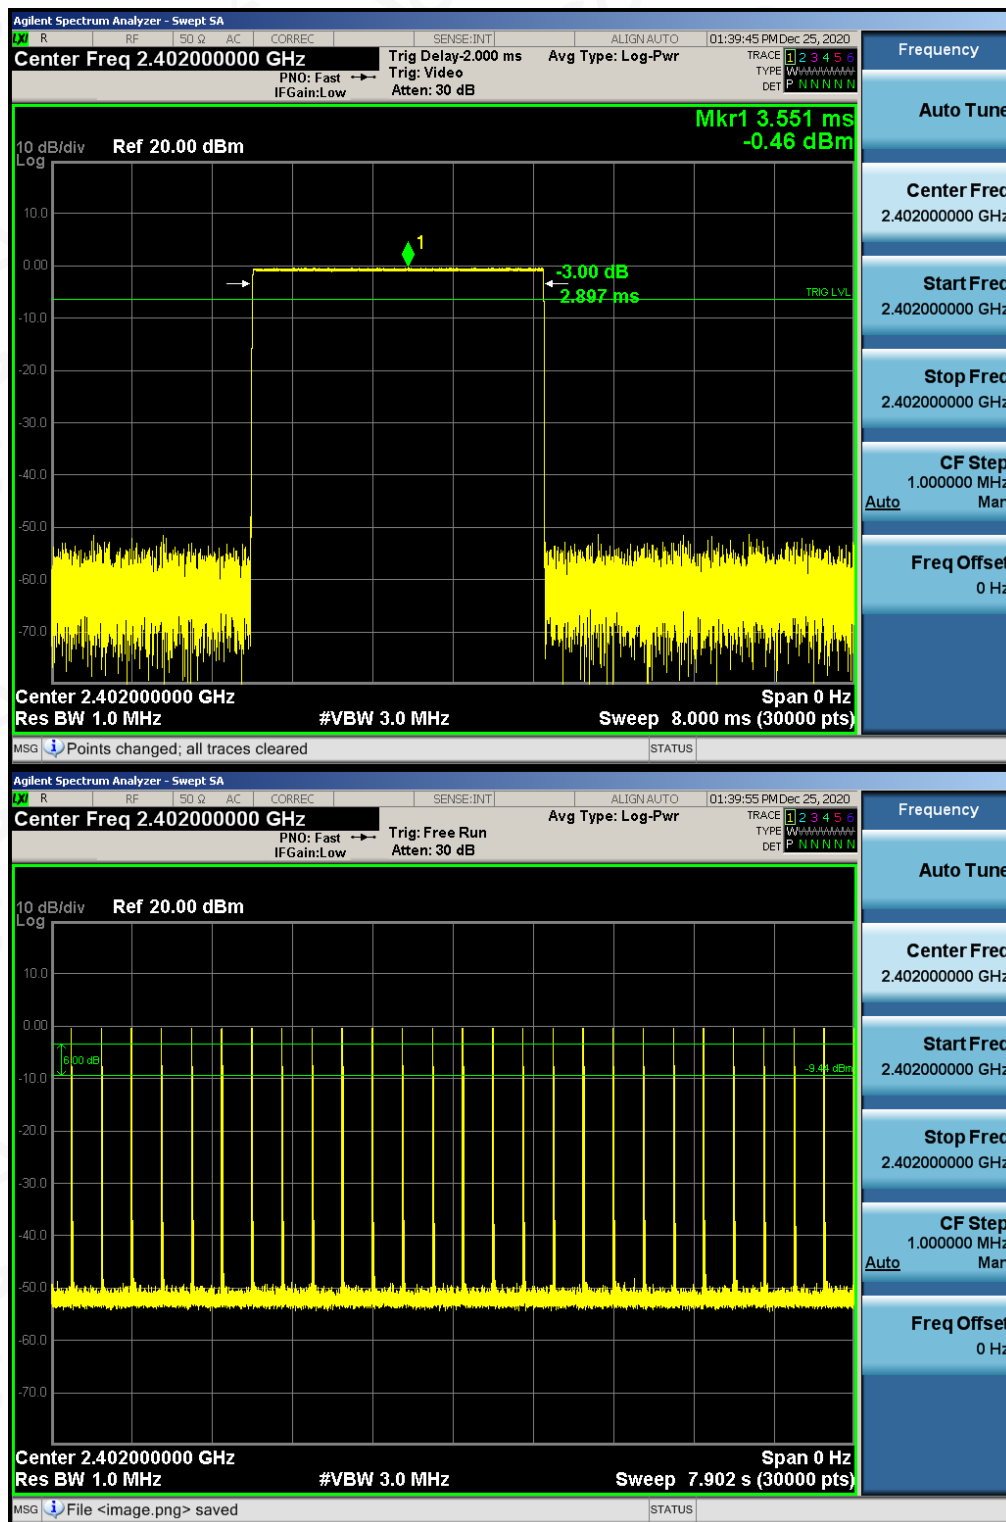 Agilent Spectrum Analyzer - Swept SA
LXI R RF 50 Ω AC CORREC SENSE:INT ALIGN AUTO 01:39:45 PM Dec 25, 2020
Center Freq 2.402000000 GHz Trig Delay-2.000 ms Avg Type: Log-Pwr TRACE 1 2 3 4 5 6
PNO: Fast Trig: Video TYPE W
IFGain:Low Atten: 30 dB DET P N N N N N
Mkr1 3.551 ms
10 dB/div Ref 20.00 dBm -0.46 dBm
Log
10.0
1
0.00
-3.00 dB
2.897 ms TRIG LVL
-10.0
-20.0
-30.0
-40.0
-50.0
-60.0
-70.0
Center 2.402000000 GHz Span 0 Hz
Res BW 1.0 MHz #VBW 3.0 MHz Sweep 8.000 ms (30000 pts)
MSG Points changed; all traces cleared STATUS
Frequency
Auto Tune
Center Freq
2.402000000 GHz
Start Freq
2.402000000 GHz
Stop Freq
2.402000000 GHz
CF Step
1.000000 MHz
Auto Man
Freq Offset
0 Hz
Agilent Spectrum Analyzer - Swept SA
LXI R RF 50 Ω AC CORREC SENSE:INT ALIGN AUTO 01:39:55 PM Dec 25, 2020
Center Freq 2.402000000 GHz Avg Type: Log-Pwr TRACE 1 2 3 4 5 6
PNO: Fast Trig: Free Run TYPE W
IFGain:Low Atten: 30 dB DET P N N N N N
10 dB/div Ref 20.00 dBm
Log
10.0
0.00
6.00 dB
-9.44 dBm
-10.0
-20.0
-30.0
-40.0
-50.0
-60.0
-70.0
Center 2.402000000 GHz Span 0 Hz
Res BW 1.0 MHz #VBW 3.0 MHz Sweep 7.902 s (30000 pts)
MSG File <image.png> saved STATUS
Frequency
Auto Tune
Center Freq
2.402000000 GHz
Start Freq
2.402000000 GHz
Stop Freq
2.402000000 GHz
CF Step
1.000000 MHz
Auto Man
Freq Offset
0 Hz